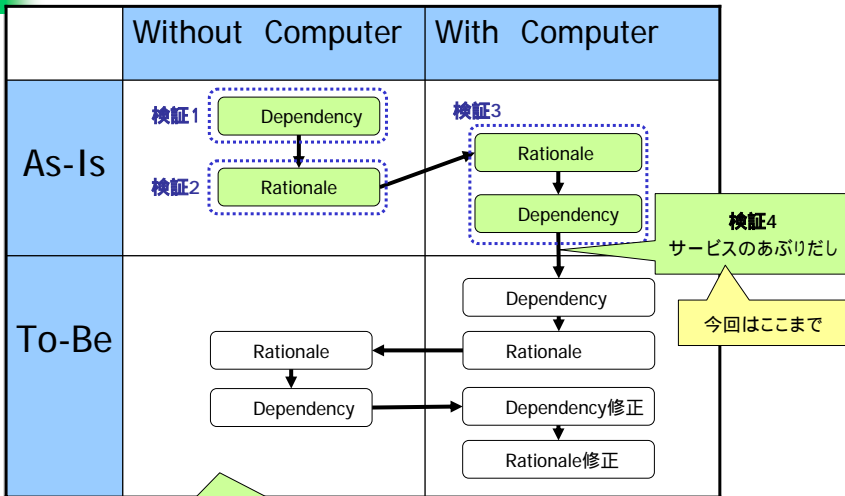 Without Computer
With Computer
As-Is
検証1
Dependency
検証2
Rationale
検証3
Rationale
Dependency
検証4
サービスのあぶりだし
今回はここまで
To-Be
Dependency
Rationale
Rationale
Dependency
Dependency修正
Rationale修正